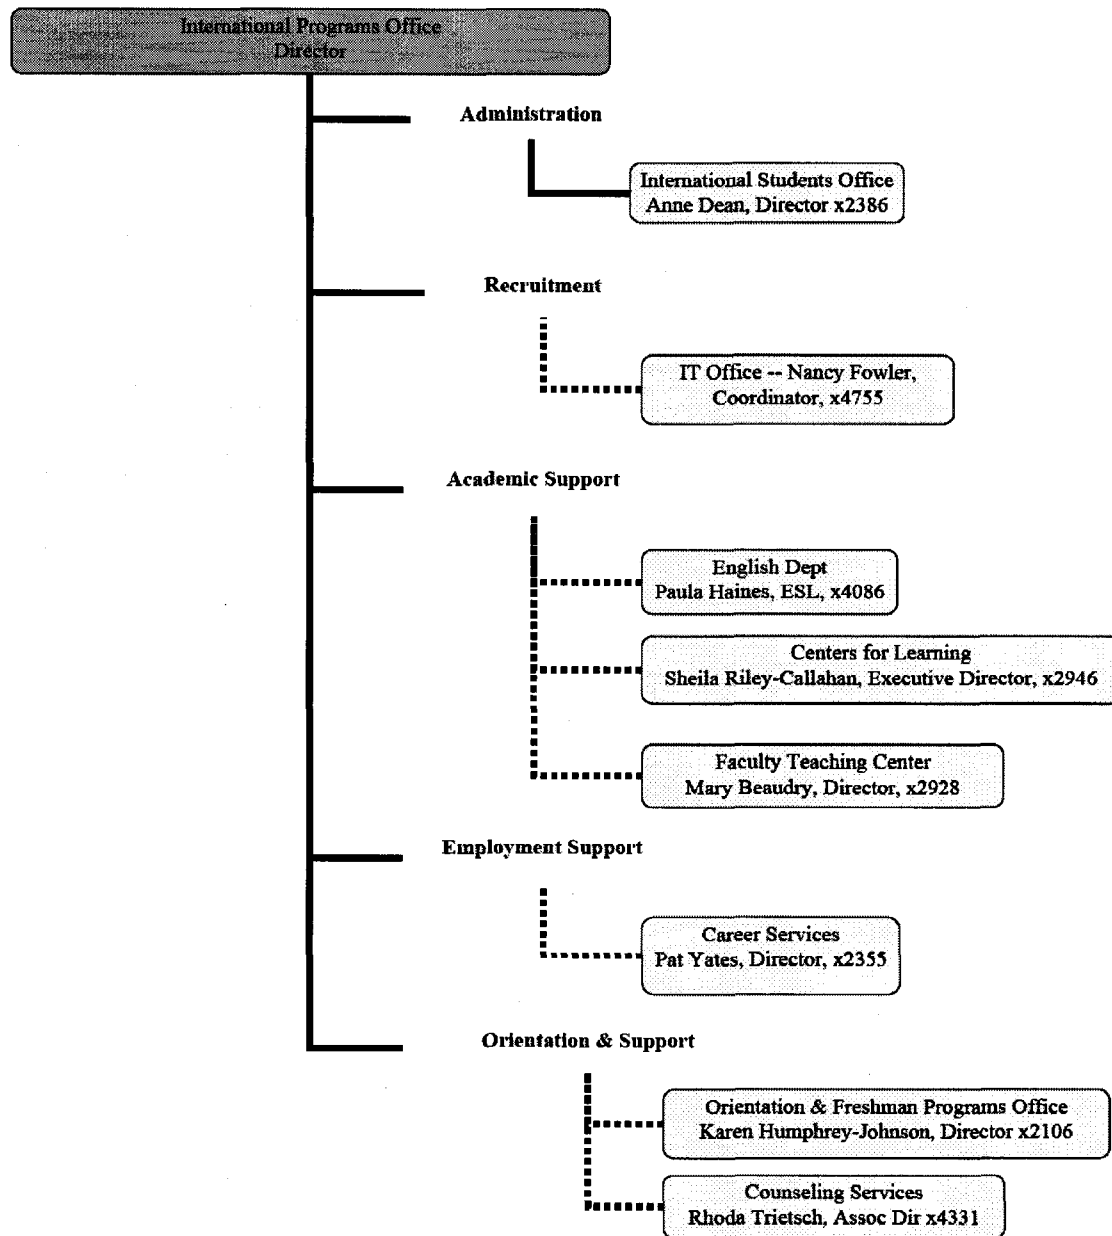 International Programs Office
Director
Administration
International Students Office
Anne Dean, Director x2386
Recruitment
IT Office -- Nancy Fowler,
Coordinator, x4755
Academic Support
English Dept
Paula Haines, ESL, x4086
Centers for Learning
Sheila Riley-Callahan, Executive Director, x2946
Faculty Teaching Center
Mary Beaudry, Director, x2928
Employment Support
Career Services
Pat Yates, Director, x2355
Orientation & Support
Orientation & Freshman Programs Office
Karen Humphrey-Johnson, Director x2106
Counseling Services
Rhoda Trietsch, Assoc Dir x4331